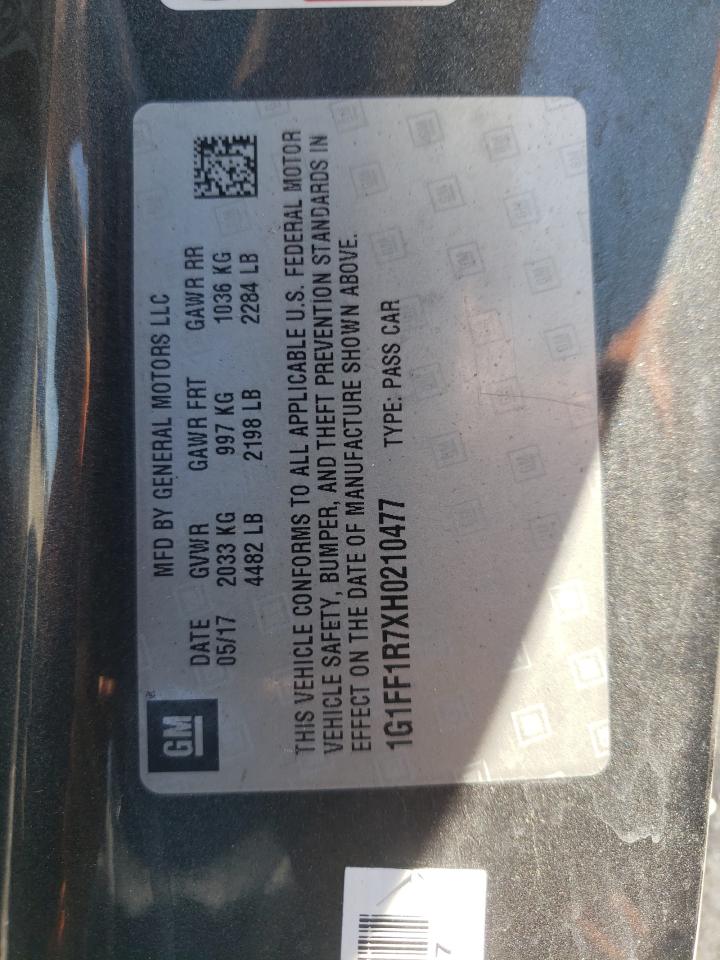 GM
®
MFD BY GENERAL MOTORS LLC
DATE GVWR GAWR FRT GAWR RR
05/17 2033 KG 997 KG 1036 KG
4482 LB 2198 LB 2284 LB
THIS VEHICLE CONFORMS TO ALL APPLICABLE U.S. FEDERAL MOTOR
VEHICLE SAFETY, BUMPER, AND THEFT PREVENTION STANDARDS IN
EFFECT ON THE DATE OF MANUFACTURE SHOWN ABOVE.
1G1FF1R7XH0210477 TYPE: PASS CAR
7